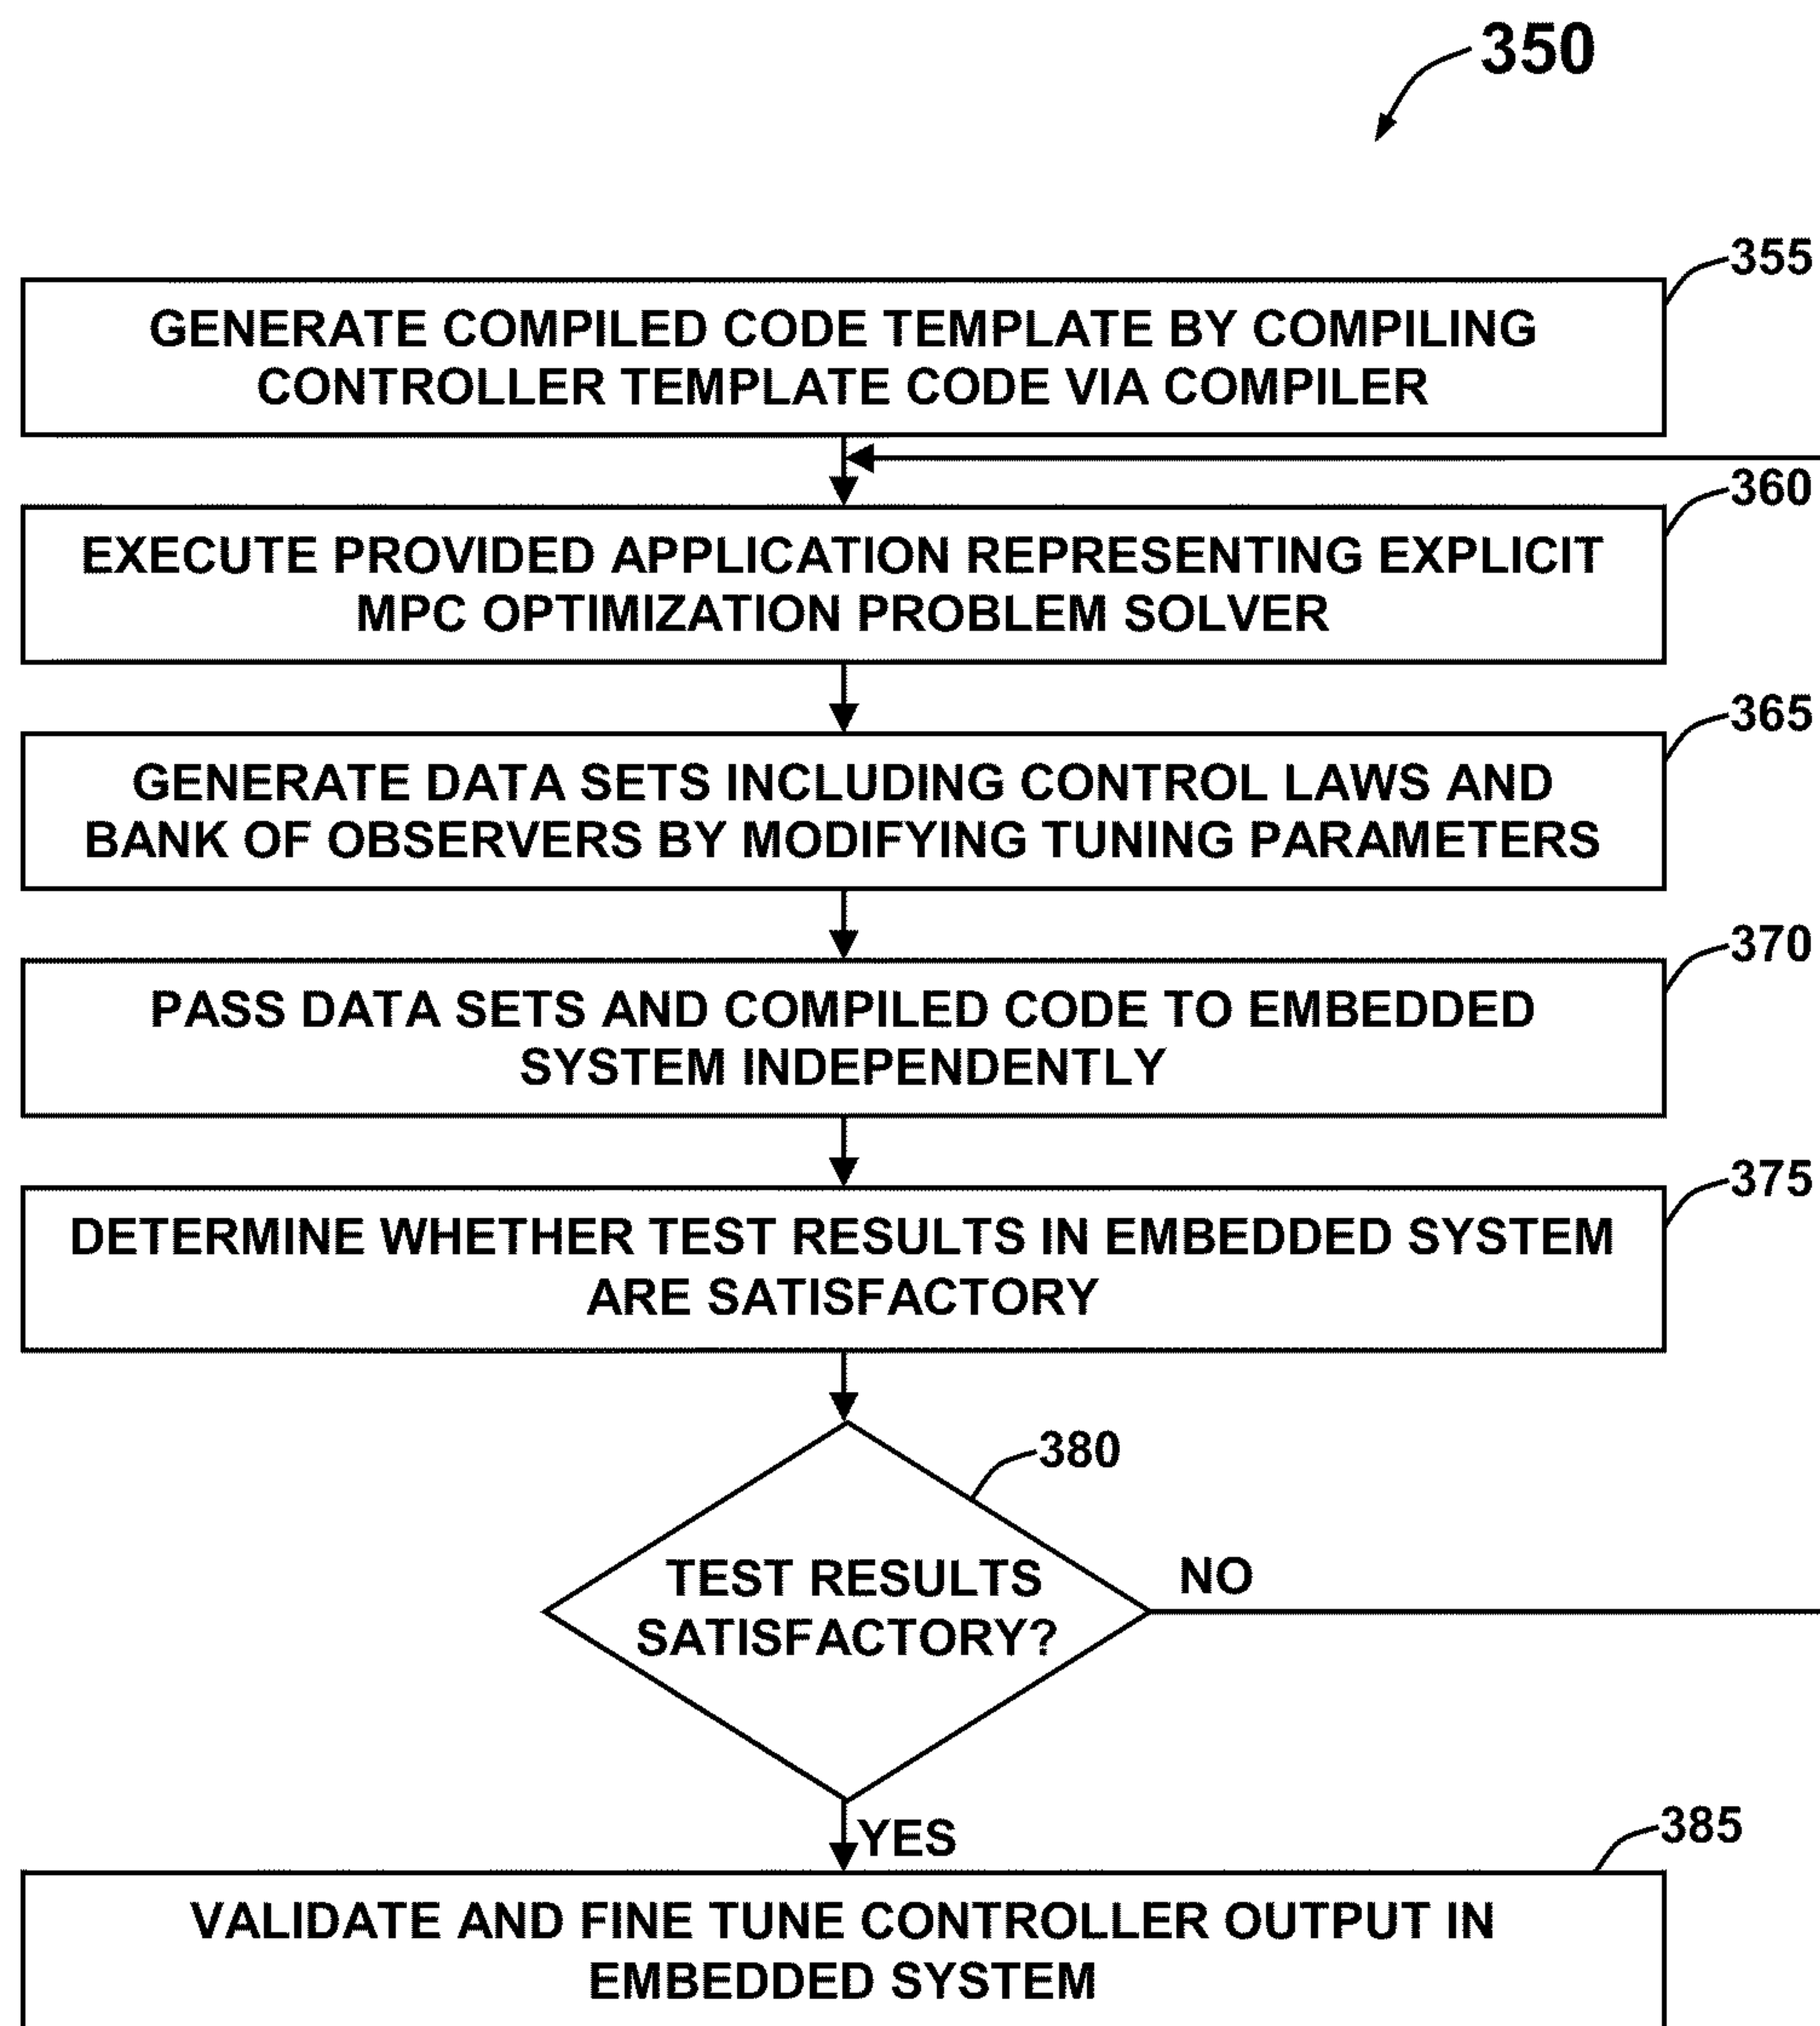 350
355
GENERATE COMPILED CODE TEMPLATE BY COMPILING
CONTROLLER TEMPLATE CODE VIA COMPILER
360
EXECUTE PROVIDED APPLICATION REPRESENTING EXPLICIT
MPC OPTIMIZATION PROBLEM SOLVER
365
GENERATE DATA SETS INCLUDING CONTROL LAWS AND
BANK OF OBSERVERS BY MODIFYING TUNING PARAMETERS
370
PASS DATA SETS AND COMPILED CODE TO EMBEDDED
SYSTEM INDEPENDENTLY
375
DETERMINE WHETHER TEST RESULTS IN EMBEDDED SYSTEM
ARE SATISFACTORY
380
TEST RESULTS
SATISFACTORY?
NO
YES
385
VALIDATE AND FINE TUNE CONTROLLER OUTPUT IN
EMBEDDED SYSTEM